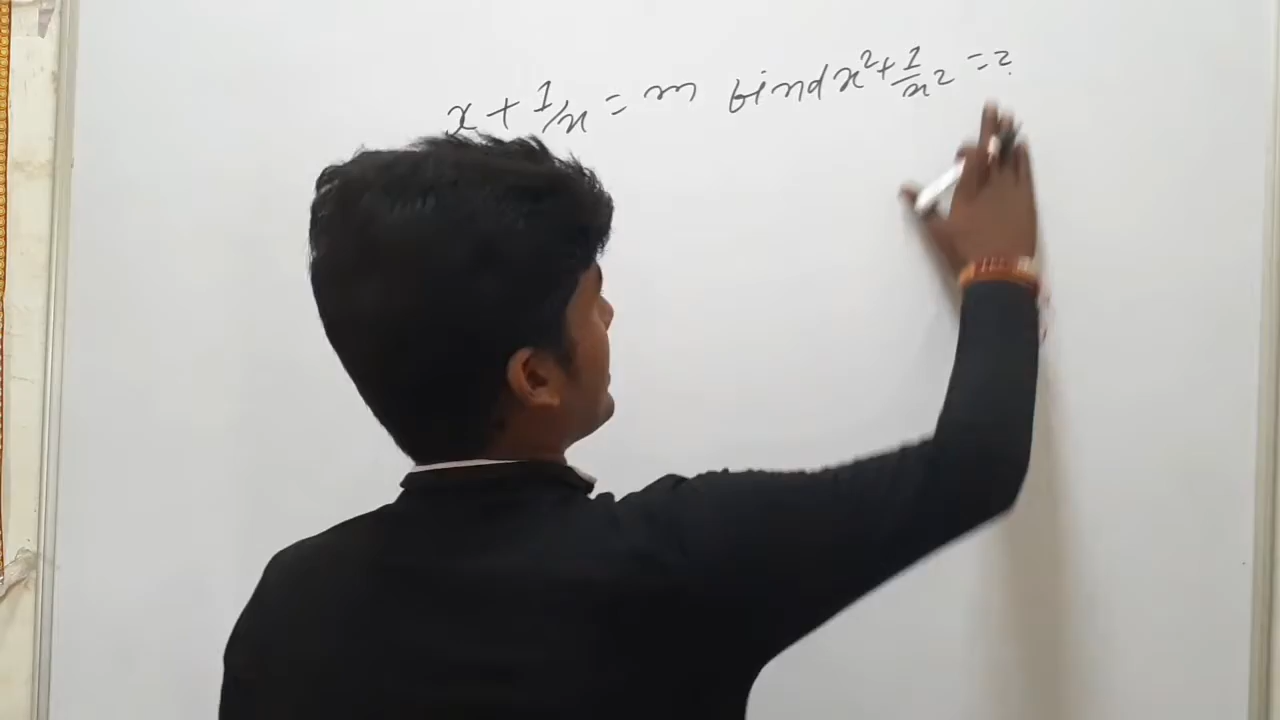 x + 1/x = m find x² + 1/x² = ?